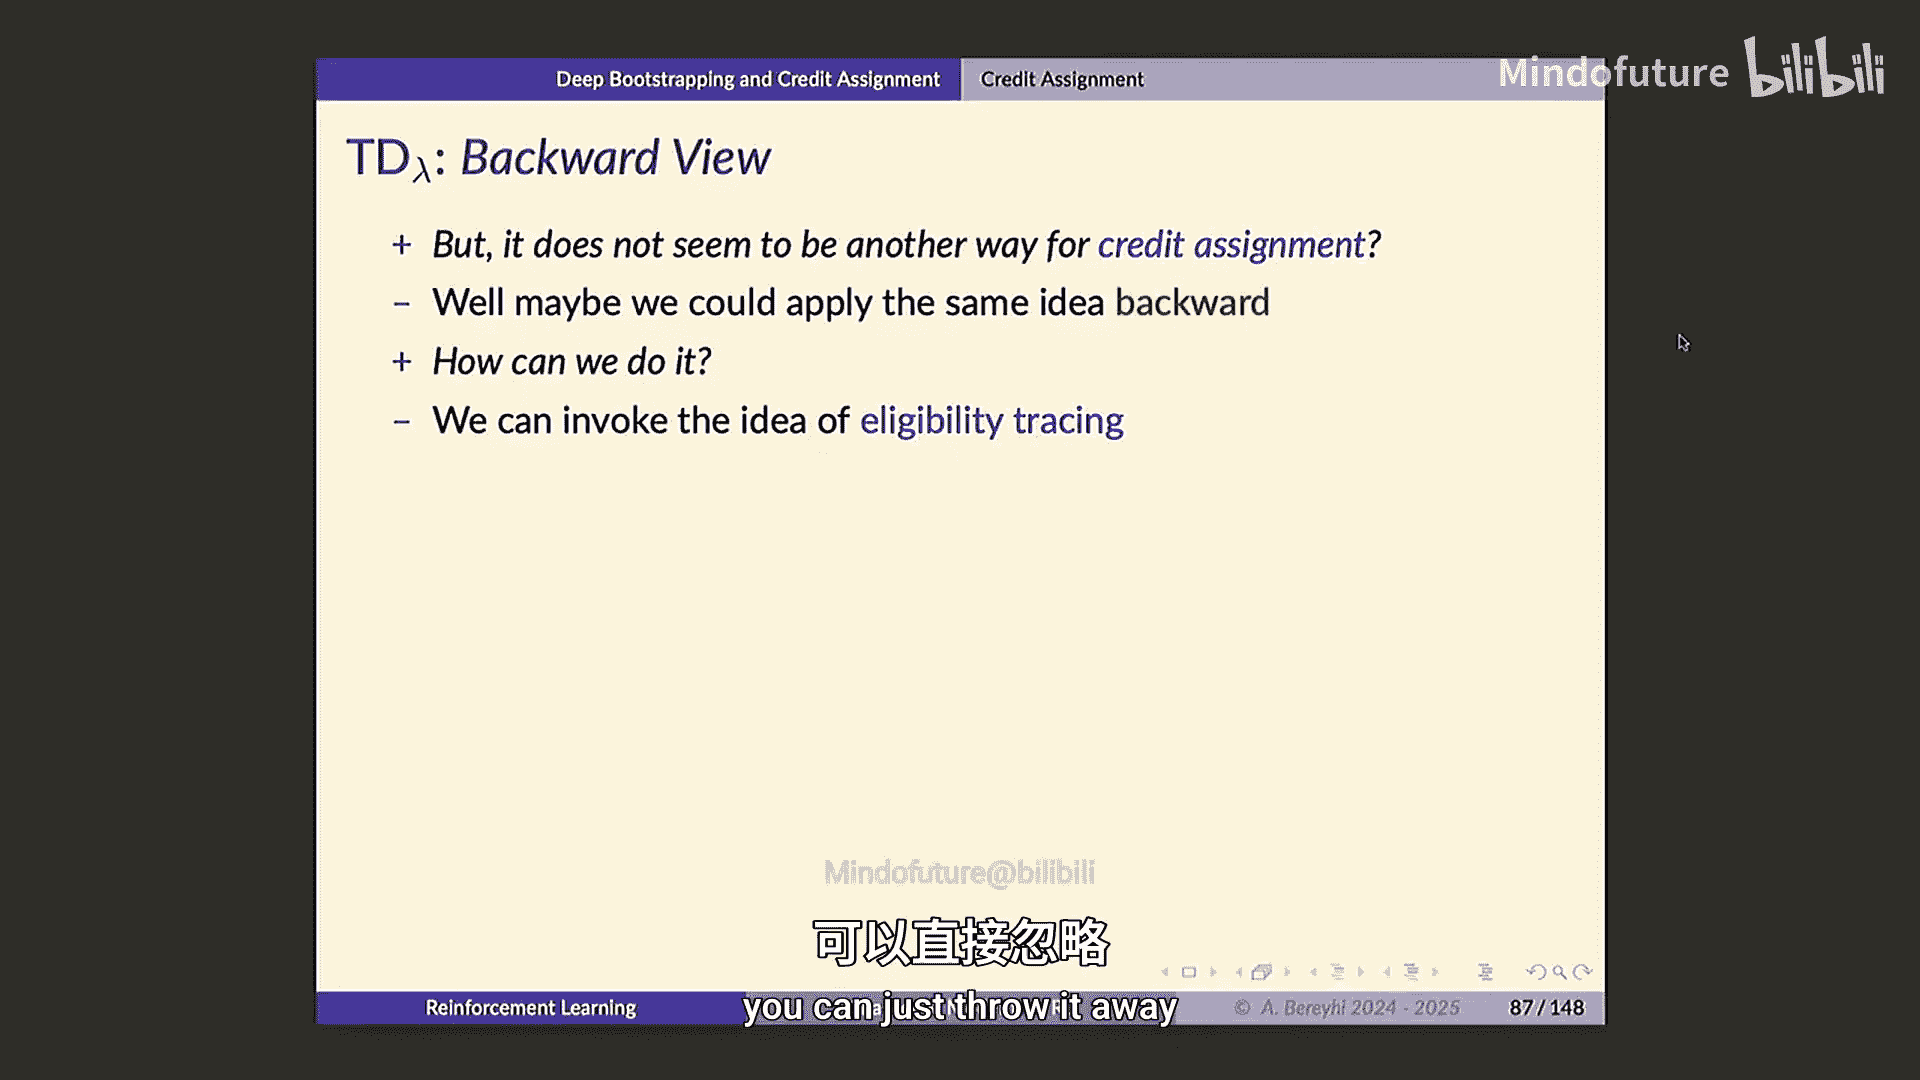 Deep Bootstrapping and Credit Assignment
Credit Assignment
Mindofuture bilibili
TDλ: Backward View
+ But, it does not seem to be another way for credit assignment?
– Well maybe we could apply the same idea backward
+ How can we do it?
– We can invoke the idea of eligibility tracing
Mindofuture@bilibili
可以直接忽略
you can just throw it away
Reinforcement Learning
© A. Bereyhi 2024 - 2025
87 / 148